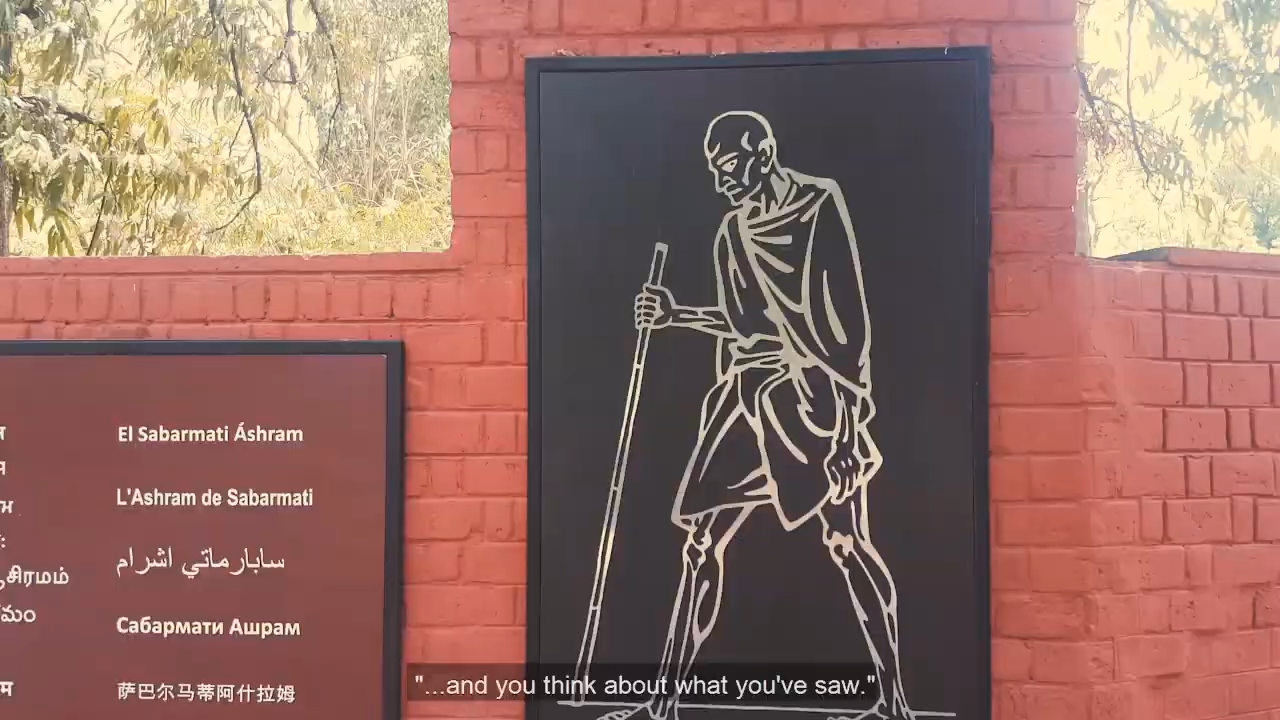 El Sabarmati Áshram
L'Ashram de Sabarmati
سابارماتي اشرام
Сабармати Ашрам
萨巴尔马蒂阿什拉姆
"...and you think about what you've saw."